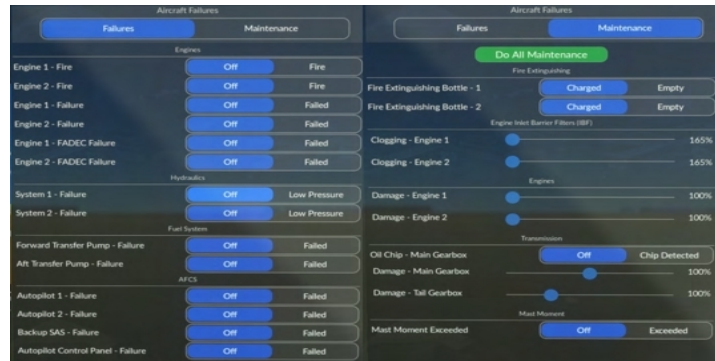 Aircraft Failures
Failures Maintenance
Engines
Engine 1 - Fire Off Fire
Engine 2 - Fire Off Fire
Engine 1 - Failure Off Failed
Engine 2 - Failure Off Failed
Engine 1 - FADEC Failure Off Failed
Engine 2 - FADEC Failure Off Failed
Hydraulics
System 1 - Failure Off Low Pressure
System 2 - Failure Off Low Pressure
Fuel System
Forward Transfer Pump - Failure Off Failed
Aft Transfer Pump - Failure Off Failed
AFCS
Autopilot 1 - Failure Off Failed
Autopilot 2 - Failure Off Failed
Backup SAS - Failure Off Failed
Autopilot Control Panel - Failure Off Failed
Aircraft Failures
Failures Maintenance
Do All Maintenance
Fire Extinguishing
Fire Extinguishing Bottle - 1 Charged Empty
Fire Extinguishing Bottle - 2 Charged Empty
Engine Inlet Barrier Filters (IBF)
Clogging - Engine 1 165%
Clogging - Engine 2 165%
Engines
Damage - Engine 1 100%
Damage - Engine 2 100%
Transmission
Oil Chip - Main Gearbox Off Chip Detected
Damage - Main Gearbox 100%
Damage - Tail Gearbox 100%
Mast Moment
Mast Moment Exceeded Off Exceeded